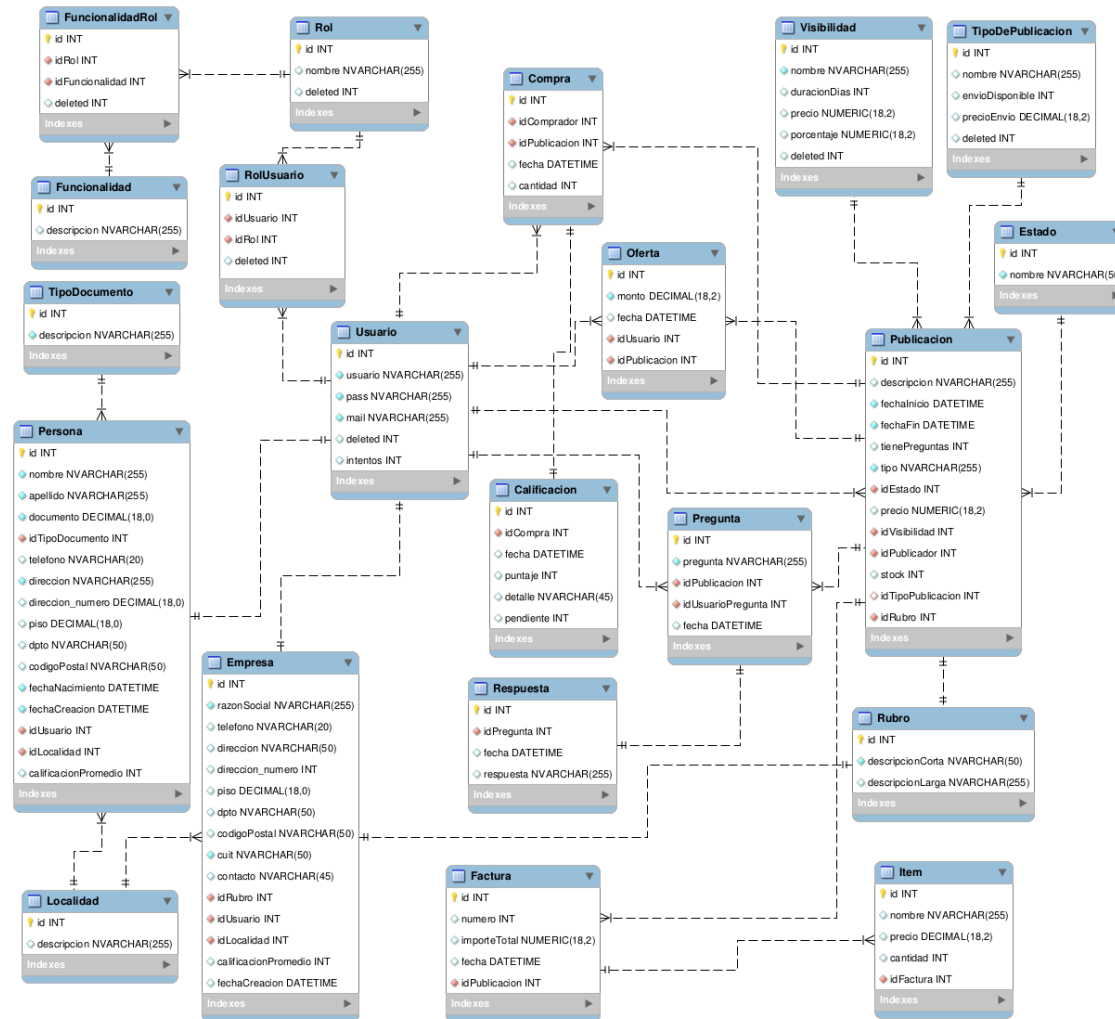 FuncionalidadRol
id INT
idRol INT
idFuncionalidad INT
deleted INT
Indexes
Rol
id INT
nombre NVARCHAR(255)
deleted INT
Indexes
Compra
id INT
idComprador INT
idPublicacion INT
fecha DATETIME
cantidad INT
Indexes
Visibilidad
id INT
nombre NVARCHAR(255)
duracionDias INT
precio NUMERIC(18,2)
porcentaje NUMERIC(18,2)
deleted INT
Indexes
TipoDePublicacion
id INT
nombre NVARCHAR(255)
envioDisponible INT
precioEnvio DECIMAL(18,2)
deleted INT
Indexes
Funcionalidad
id INT
descripcion NVARCHAR(255)
Indexes
RolUsuario
id INT
idUsuario INT
idRol INT
deleted INT
Indexes
Oferta
id INT
monto DECIMAL(18,2)
fecha DATETIME
idUsuario INT
idPublicacion INT
Indexes
Estado
id INT
nombre NVARCHAR(50
Indexes
TipoDocumento
id INT
descripcion NVARCHAR(255)
Indexes
Usuario
id INT
usuario NVARCHAR(255)
pass NVARCHAR(255)
mail NVARCHAR(255)
deleted INT
intentos INT
Indexes
Publicacion
id INT
descripcion NVARCHAR(255)
fechaInicio DATETIME
fechaFin DATETIME
tienePreguntas INT
tipo NVARCHAR(255)
idEstado INT
precio NUMERIC(18,2)
idVisibilidad INT
idPublicador INT
stock INT
idTipoPublicacion INT
idRubro INT
Indexes
Persona
id INT
nombre NVARCHAR(255)
apellido NVARCHAR(255)
documento DECIMAL(18,0)
idTipoDocumento INT
telefono NVARCHAR(20)
direccion NVARCHAR(255)
direccion_numero DECIMAL(18,0)
piso DECIMAL(18,0)
dpto NVARCHAR(50)
codigoPostal NVARCHAR(50)
fechaNacimiento DATETIME
fechaCreacion DATETIME
idUsuario INT
idLocalidad INT
calificacionPromedio INT
Indexes
Calificacion
id INT
idCompra INT
fecha DATETIME
puntaje INT
detalle NVARCHAR(45)
pendiente INT
Indexes
Pregunta
id INT
pregunta NVARCHAR(255)
idPublicacion INT
idUsuarioPregunta INT
fecha DATETIME
Indexes
Empresa
id INT
razonSocial NVARCHAR(255)
telefono NVARCHAR(20)
direccion NVARCHAR(50)
direccion_numero INT
piso DECIMAL(18,0)
dpto NVARCHAR(50)
codigoPostal NVARCHAR(50)
cuit NVARCHAR(50)
contacto NVARCHAR(45)
idRubro INT
idUsuario INT
idLocalidad INT
calificacionPromedio INT
fechaCreacion DATETIME
Indexes
Respuesta
id INT
idPregunta INT
fecha DATETIME
respuesta NVARCHAR(255)
Indexes
Rubro
id INT
descripcionCorta NVARCHAR(50)
descripcionLarga NVARCHAR(255)
Indexes
Localidad
id INT
descripcion NVARCHAR(255)
Indexes
Factura
id INT
numero INT
importeTotal NUMERIC(18,2)
fecha DATETIME
idPublicacion INT
Indexes
Item
id INT
nombre NVARCHAR(255)
precio DECIMAL(18,2)
cantidad INT
idFactura INT
Indexes